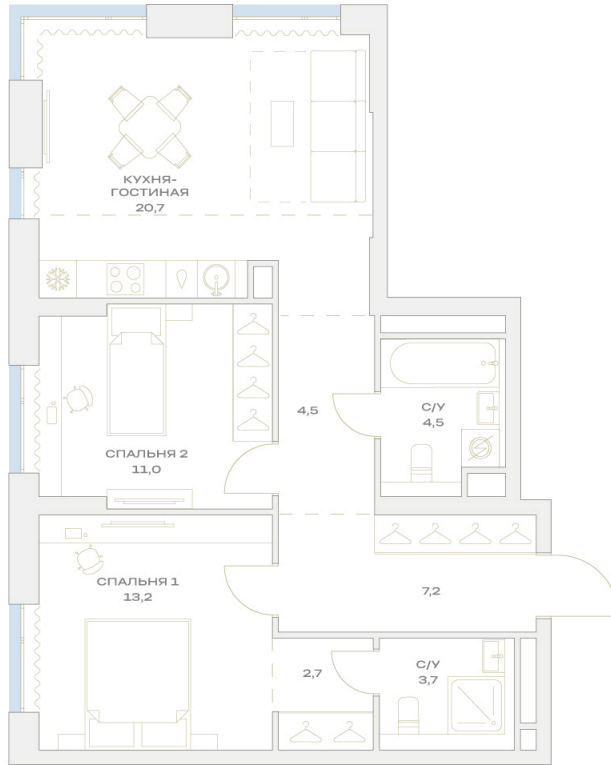 КУХНЯ-
ГОСТИНАЯ
20,7
4,5
С/У
4,5
СПАЛЬНЯ 2
11,0
СПАЛЬНЯ 1
13,2
7,2
2,7
С/У
3,7